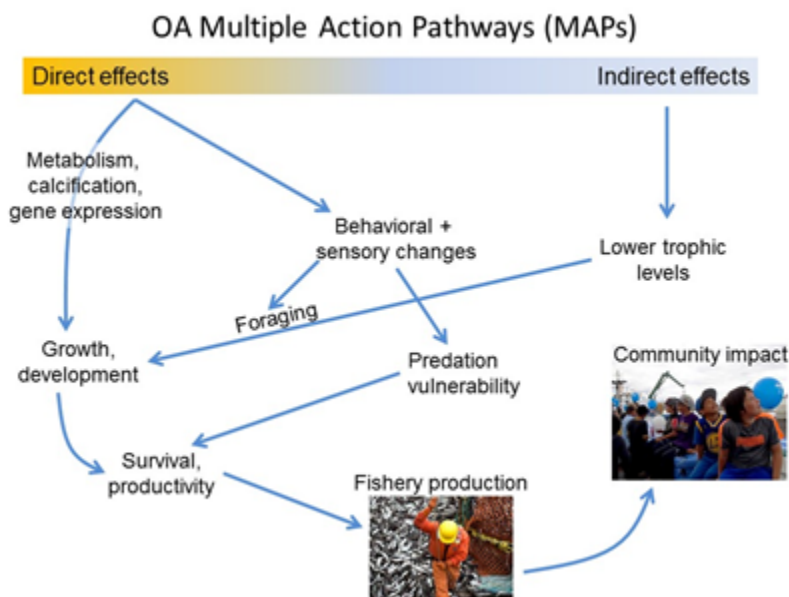 OA Multiple Action Pathways (MAPs)
Direct effects
Indirect effects
Metabolism,
calcification,
gene expression
Behavioral +
sensory changes
Lower trophic
levels
Foraging
Growth,
development
Predation
vulnerability
Community impact
Survival,
productivity
Fishery production